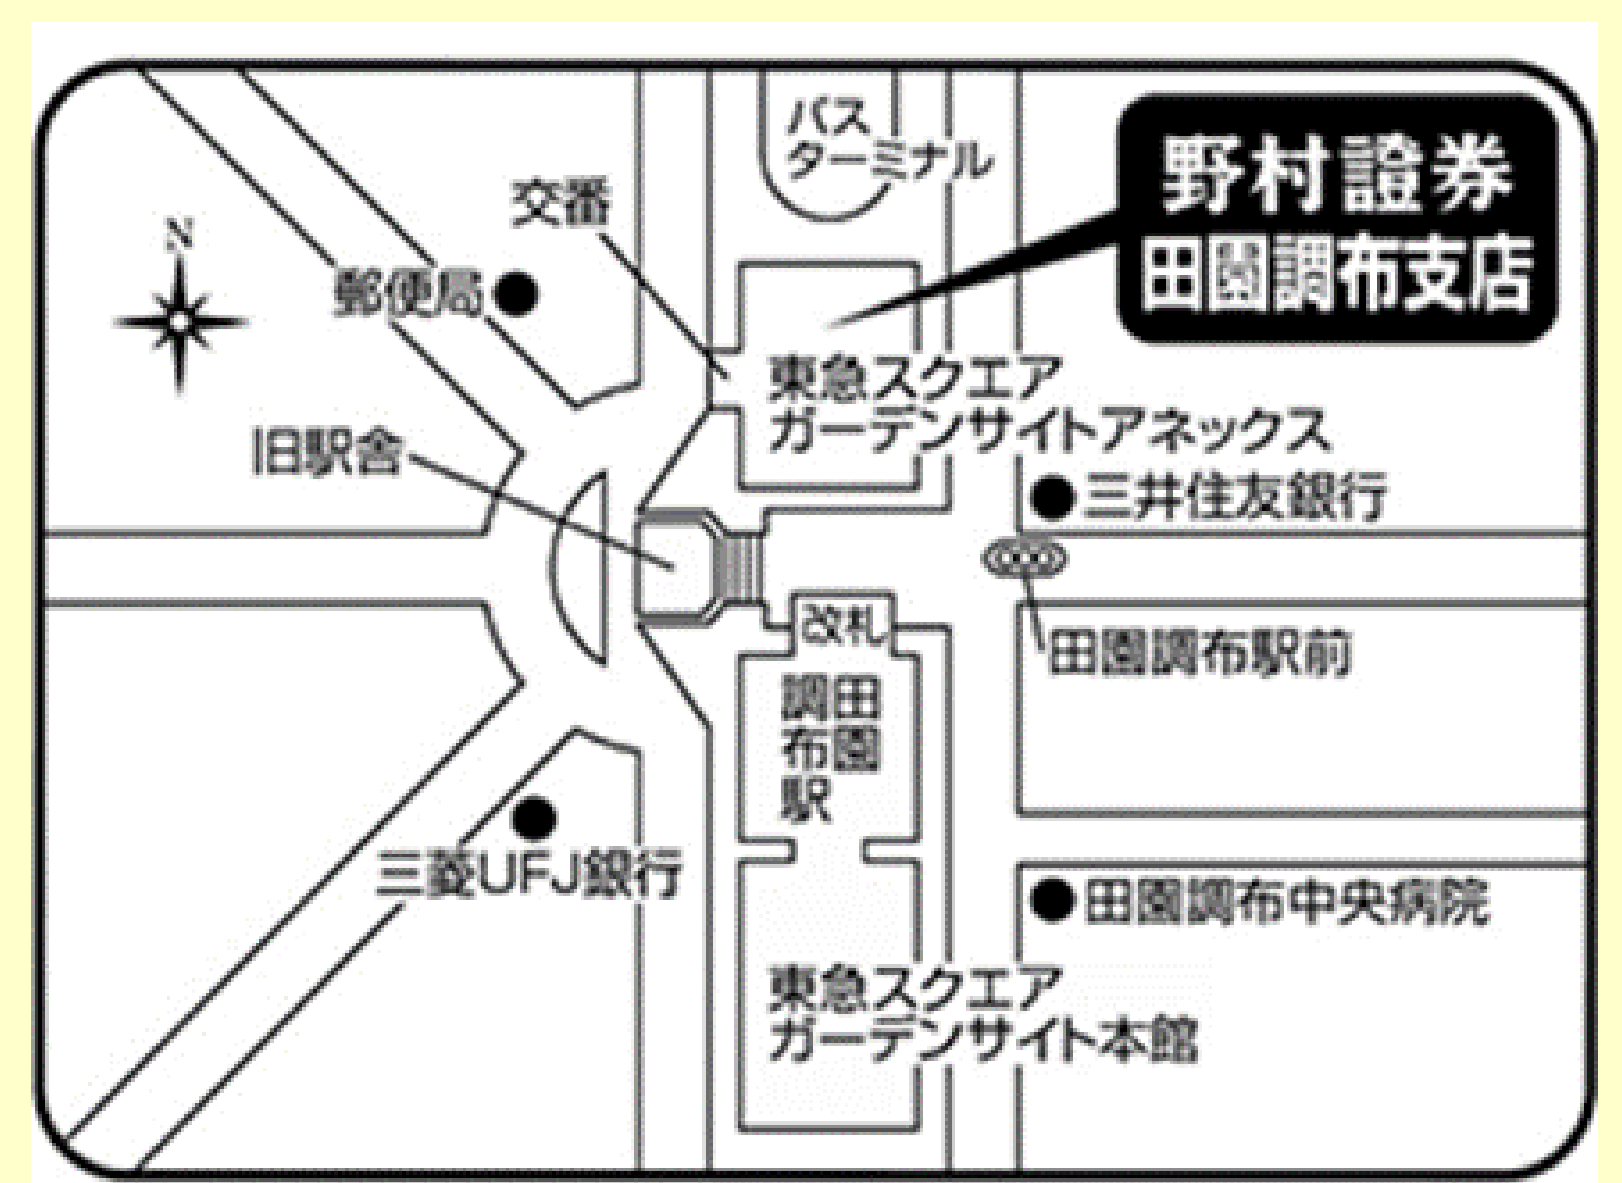 バス
ターミナル
野村證券
田園調布支店
交番
N
郵便局
東急スクエア
ガーデンサイトアネックス
旧駅舎
三井住友銀行
改札
田園調布駅前
田園
調布
駅
三菱UFJ銀行
田園調布中央病院
東急スクエア
ガーデンサイト本館